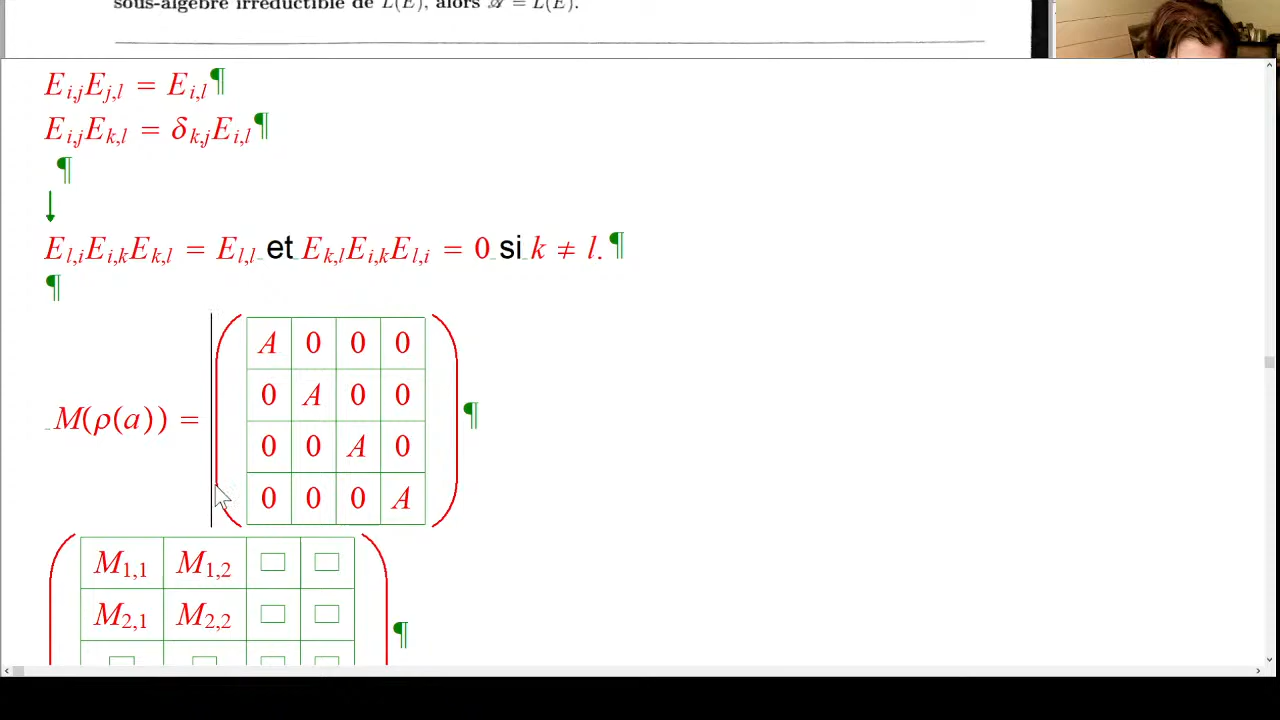 sous-algèbre irréductible de L(E), alors 𝒜 = L(E).
E_{i,j}E_{j,l} = E_{i,l}¶
E_{i,j}E_{k,l} = δ_{k,j}E_{i,l}¶
¶
↓
E_{l,i}E_{i,k}E_{k,l} = E_{l,l} et E_{k,l}E_{i,k}E_{l,i} = 0 si k ≠ l.¶
¶
A 0 0 0
0 A 0 0
M(ρ(a)) = ¶
0 0 A 0
0 0 0 A
M_{1,1} M_{1,2} □ □
M_{2,1} M_{2,2} □ □
¶